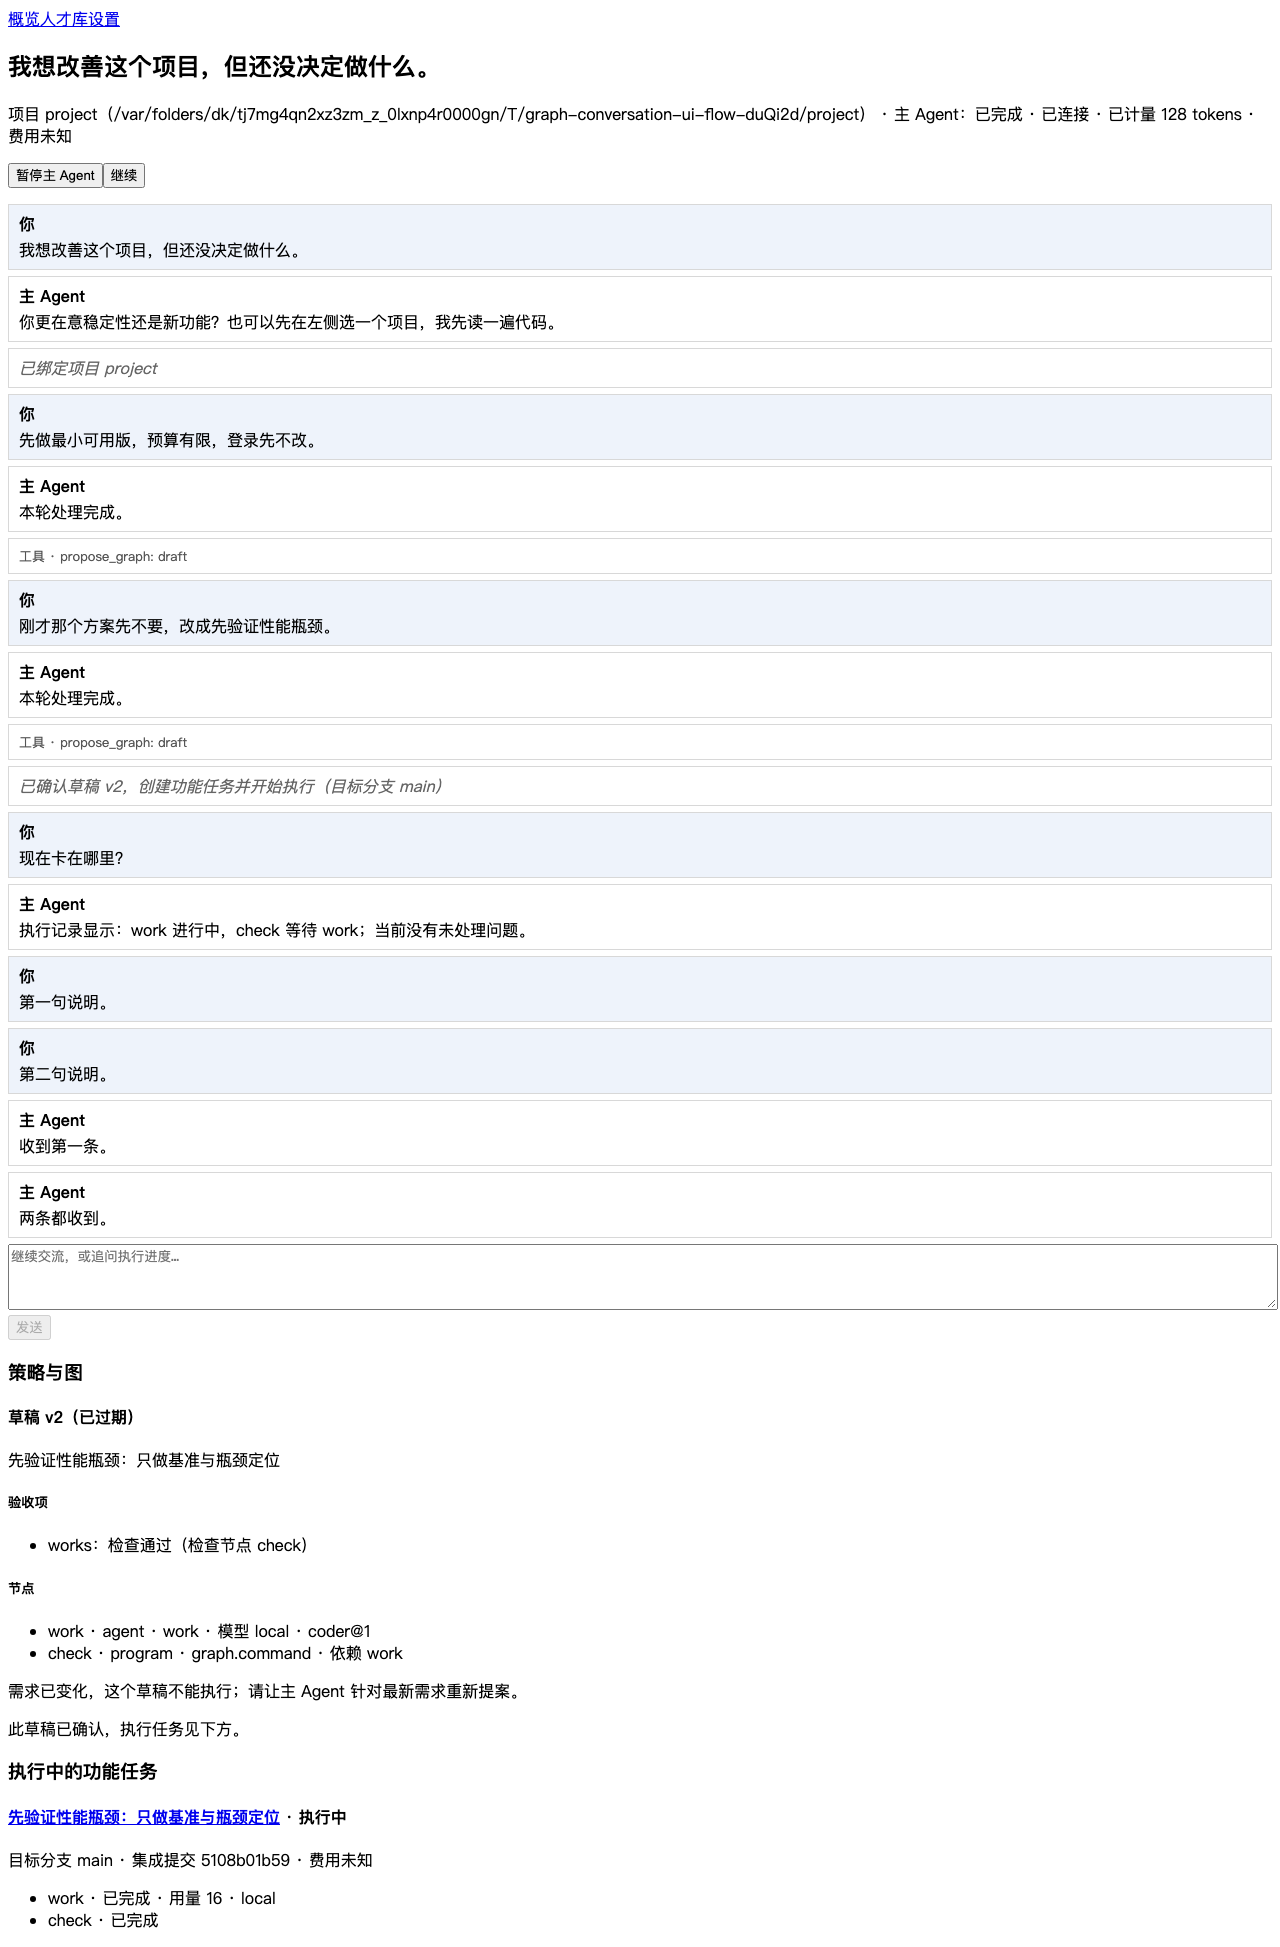 概览人才库设置
我想改善这个项目，但还没决定做什么。
项目 project（/var/folders/dk/tj7mg4qn2xz3zm_z_0lxnp4r0000gn/T/graph-conversation-ui-flow-duQi2d/project） · 主 Agent：已完成 · 已连接 · 已计量 128 tokens ·
费用未知
暂停主 Agent 继续
你
我想改善这个项目，但还没决定做什么。
主 Agent
你更在意稳定性还是新功能？也可以先在左侧选一个项目，我先读一遍代码。
已绑定项目 project
你
先做最小可用版，预算有限，登录先不改。
主 Agent
本轮处理完成。
工具 · propose_graph: draft
你
刚才那个方案先不要，改成先验证性能瓶颈。
主 Agent
本轮处理完成。
工具 · propose_graph: draft
已确认草稿 v2，创建功能任务并开始执行（目标分支 main）
你
现在卡在哪里？
主 Agent
执行记录显示：work 进行中，check 等待 work；当前没有未处理问题。
你
第一句说明。
你
第二句说明。
主 Agent
收到第一条。
主 Agent
两条都收到。
继续交流，或追问执行进度…
发送
策略与图
草稿 v2（已过期）
先验证性能瓶颈：只做基准与瓶颈定位
验收项
• works：检查通过（检查节点 check）
节点
• work · agent · work · 模型 local · coder@1
• check · program · graph.command · 依赖 work
需求已变化，这个草稿不能执行；请让主 Agent 针对最新需求重新提案。
此草稿已确认，执行任务见下方。
执行中的功能任务
先验证性能瓶颈：只做基准与瓶颈定位 · 执行中
目标分支 main · 集成提交 5108b01b59 · 费用未知
• work · 已完成 · 用量 16 · local
• check · 已完成